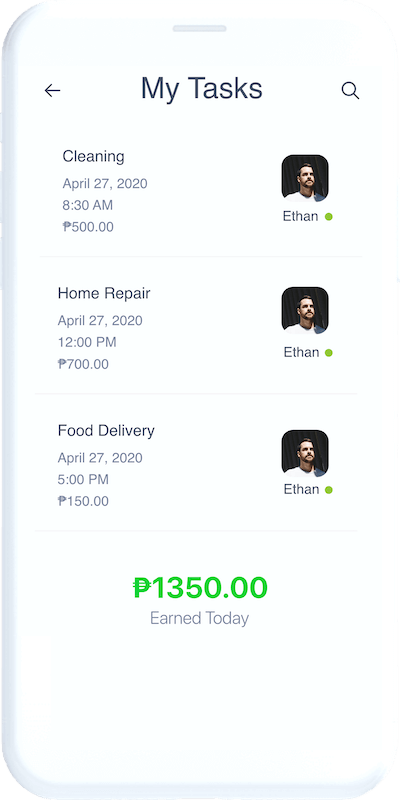 My Tasks
Cleaning
April 27, 2020
8:30 AM
₱500.00
Ethan
Home Repair
April 27, 2020
12:00 PM
₱700.00
Ethan
Food Delivery
April 27, 2020
5:00 PM
₱150.00
Ethan
₱1350.00
Earned Today